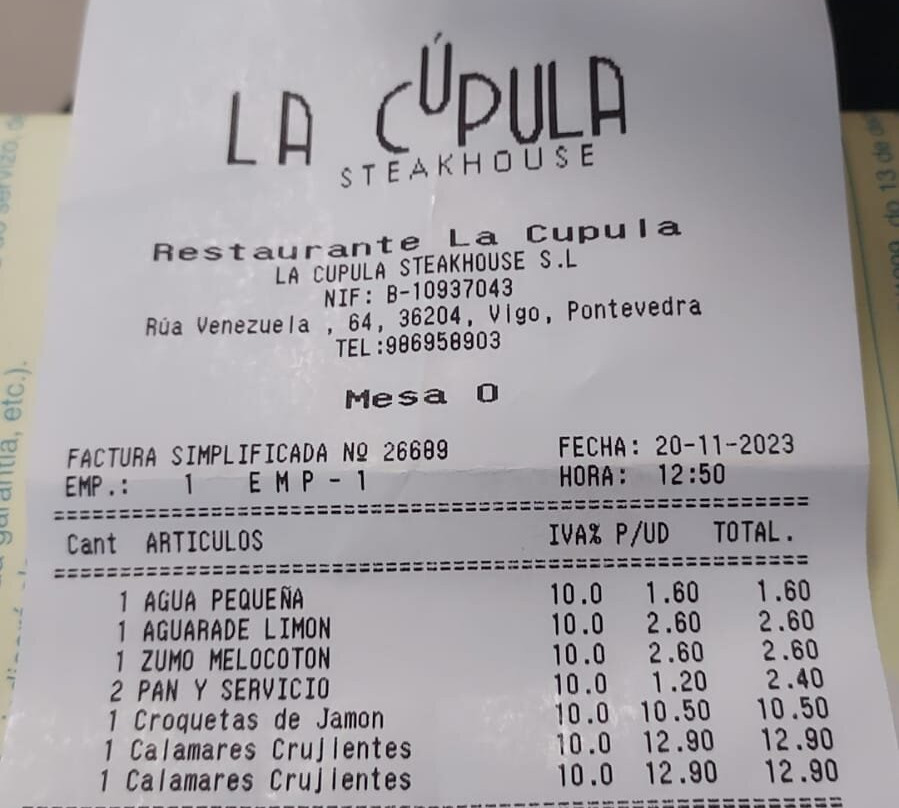 LA CÚPULA
STEAKHOUSE
Restaurante La Cupula
LA CUPULA STEAKHOUSE S.L
NIF: B-10937043
Rúa Venezuela , 64, 36204, Vigo, Pontevedra
TEL:986958903
Mesa 0
FACTURA SIMPLIFICADA Nº 26689 FECHA: 20-11-2023
EMP.: 1 E M P - 1 HORA: 12:50
Cant ARTICULOS IVA% P/UD TOTAL.
1 AGUA PEQUEÑA 10.0 1.60 1.60
1 AGUARADE LIMON 10.0 2.60 2.60
1 ZUMO MELOCOTON 10.0 2.60 2.60
2 PAN Y SERVICIO 10.0 1.20 2.40
1 Croquetas de Jamon 10.0 10.50 10.50
1 Calamares Crujientes 10.0 12.90 12.90
1 Calamares Crujientes 10.0 12.90 12.90
garantía, etc.).
servizo,
13 de